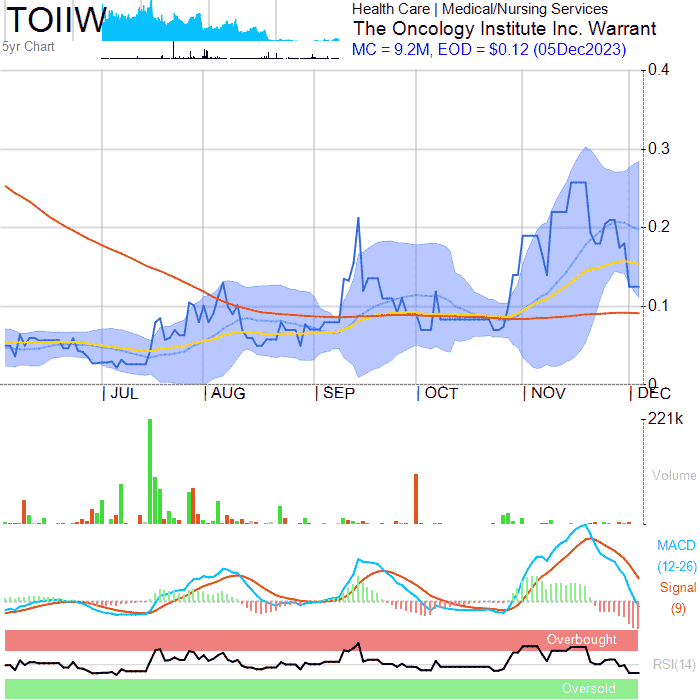 TOIIW
5yr Chart
Health Care | Medical/Nursing Services
The Oncology Institute Inc. Warrant
MC = 9.2M, EOD = $0.12 (05Dec2023)
0.4
0.3
0.2
0.1
0
JUL AUG SEP OCT NOV DEC
221k
Volume
MACD
(12-26)
Signal
(9)
Overbought
RSI(14)
Oversold